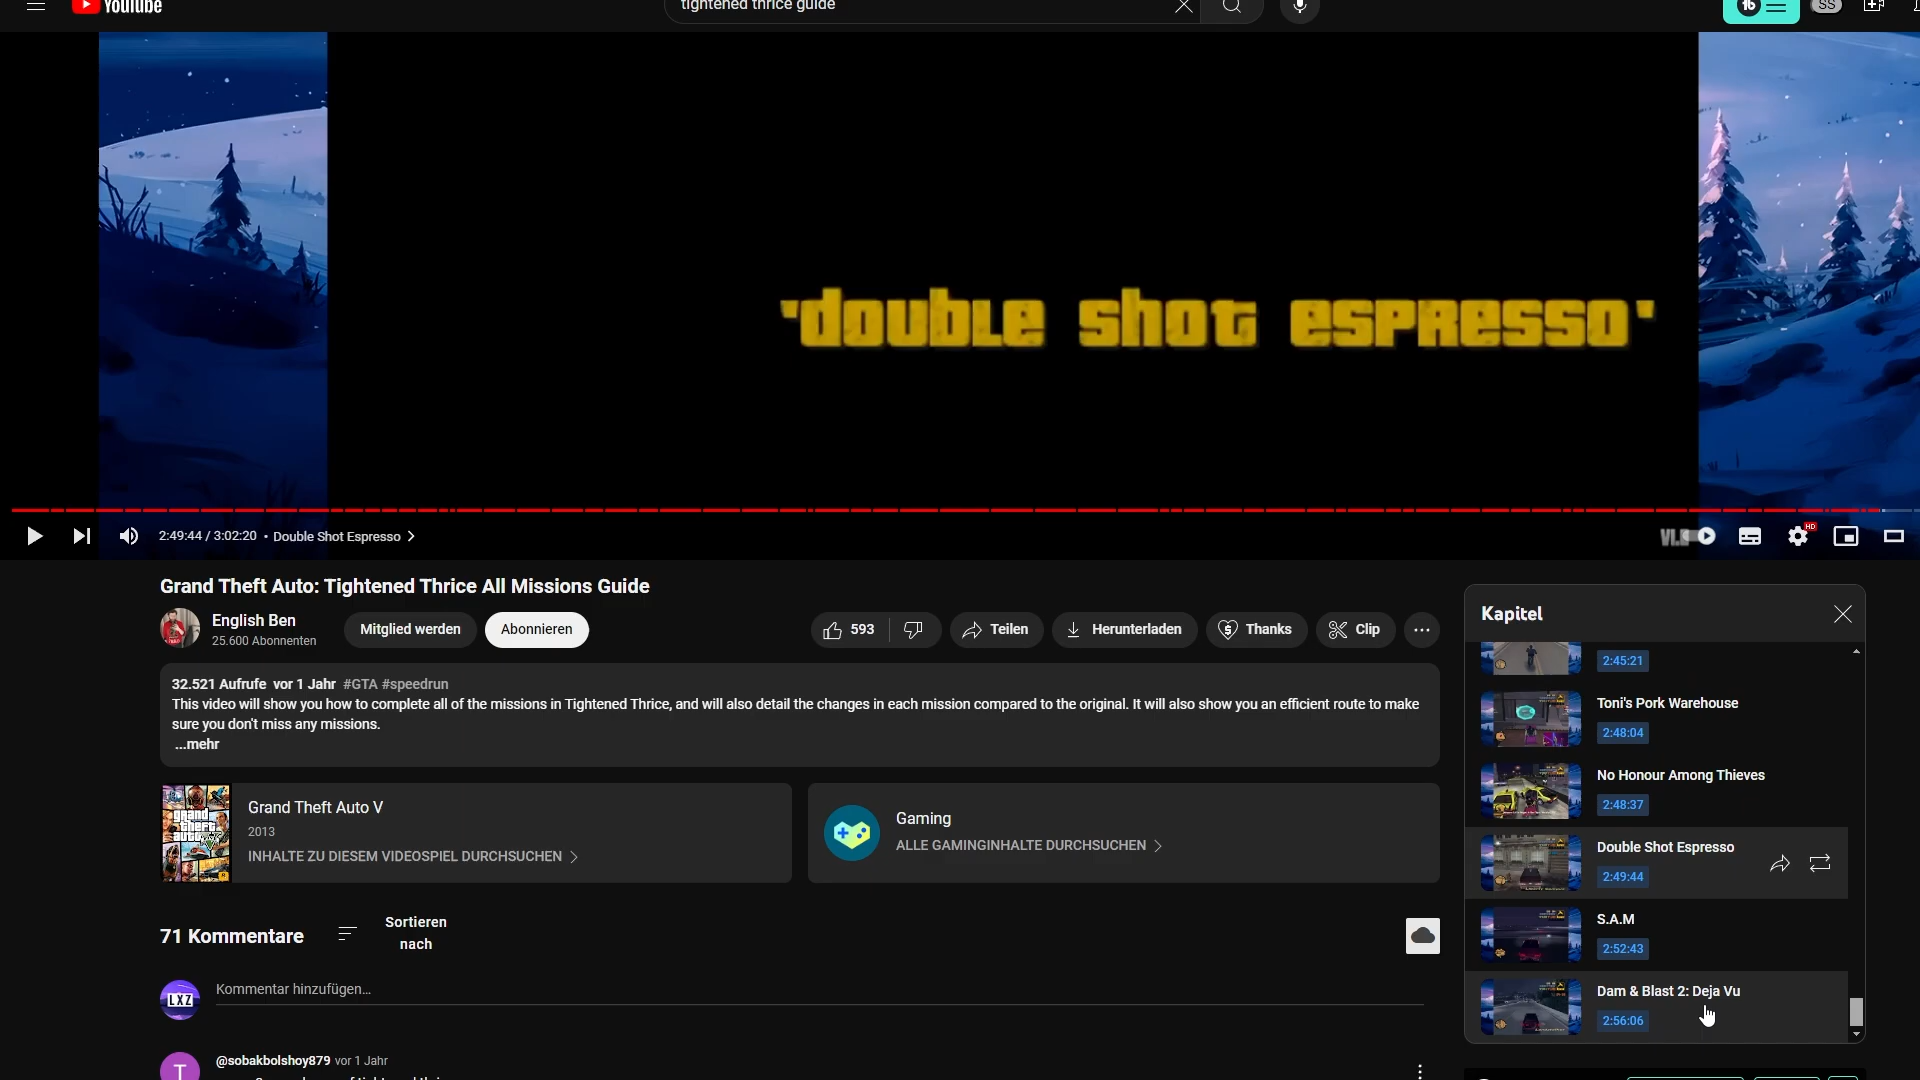 YouTube
tightened thrice guide
SS
"double shot espresso"
2:49:44 / 3:02:20 • Double Shot Espresso
HD
Grand Theft Auto: Tightened Thrice All Missions Guide
English Ben
25.600 Abonnenten
Mitglied werden
Abonnieren
593
Teilen
Herunterladen
Thanks
Clip
32.521 Aufrufe vor 1 Jahr #GTA #speedrun
This video will show you how to complete all of the missions in Tightened Thrice, and will also detail the changes in each mission compared to the original. It will also show you an efficient route to make
sure you don't miss any missions.
...mehr
grand theft auto V
Grand Theft Auto V
2013
INHALTE ZU DIESEM VIDEOSPIEL DURCHSUCHEN
Gaming
ALLE GAMINGINHALTE DURCHSUCHEN
71 Kommentare
Sortieren
nach
LXZ
Kommentar hinzufügen...
T
@sobakbolshoy879 vor 1 Jahr
Kapitel
2:45:21
Toni's Pork Warehouse
2:48:04
No Honour Among Thieves
2:48:37
Double Shot Espresso
2:49:44
S.A.M
2:52:43
Dam & Blast 2: Deja Vu
2:56:06